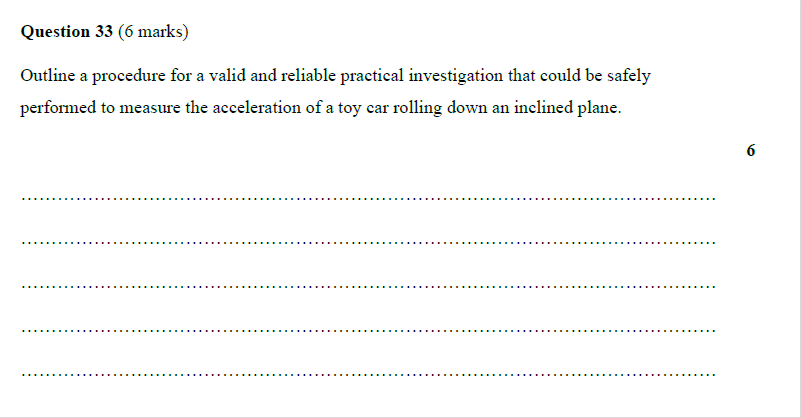 Question 33 (6 marks)
Outline a procedure for a valid and reliable practical investigation that could be safely
performed to measure the acceleration of a toy car rolling down an inclined plane.
6